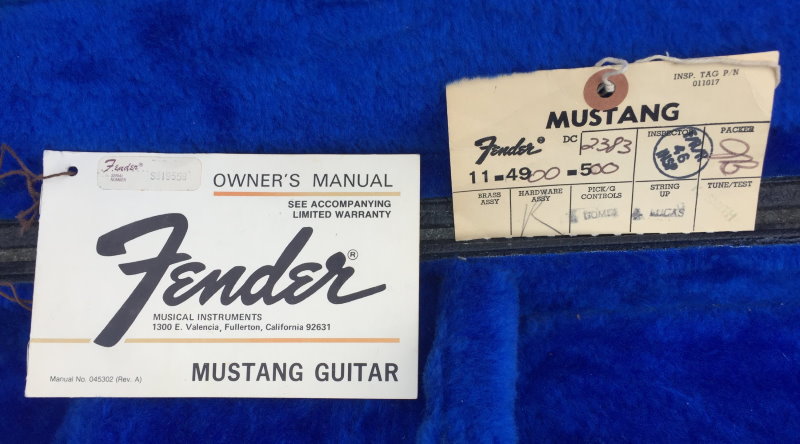 Fender®
SERIAL
NUMBER
OWNER'S MANUAL
SEE ACCOMPANYING
LIMITED WARRANTY
Fender®
MUSICAL INSTRUMENTS
1300 E. Valencia, Fullerton, California 92631
Manual No. 045302 (Rev. A)
MUSTANG GUITAR
INSP. TAG P/N
011017
MUSTANG
Fender®
DC 2383
INSPECTOR
PACKER
11-4900-500
BRASS ASSY
HARDWARE ASSY
PICK/G CONTROLS
STRING UP
TUNE/TEST
K
GOMEZ
LUCAS